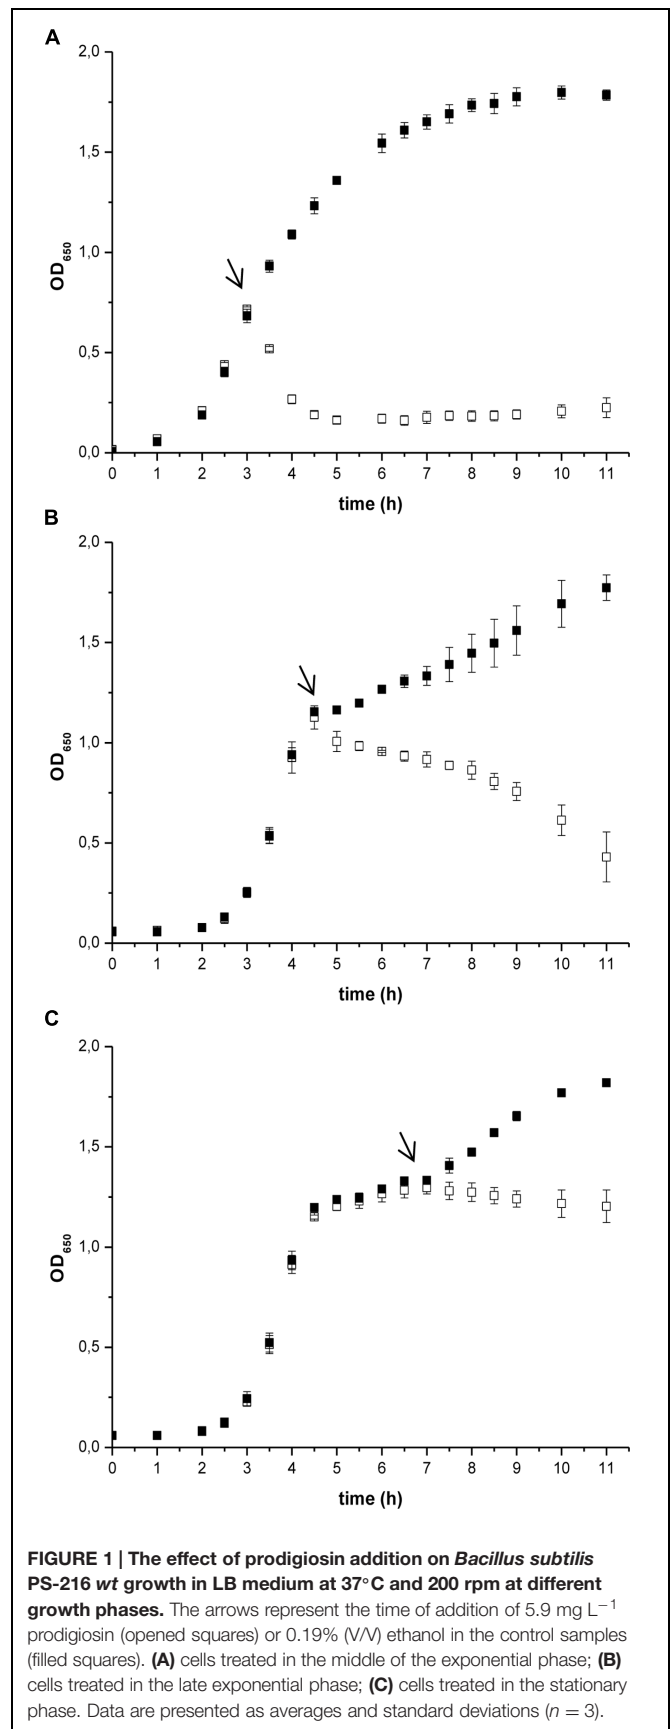 A
2,0
1,5
1,0
0,5
0,0
OD650
0 1 2 3 4 5 6 7 8 9 10 11
time (h)
B
2,0
1,5
1,0
0,5
0,0
OD650
0 1 2 3 4 5 6 7 8 9 10 11
time (h)
C
2,0
1,5
1,0
0,5
0,0
OD650
0 1 2 3 4 5 6 7 8 9 10 11
time (h)
FIGURE 1 | The effect of prodigiosin addition on Bacillus subtilis
PS-216 wt growth in LB medium at 37°C and 200 rpm at different
growth phases. The arrows represent the time of addition of 5.9 mg L−1
prodigiosin (opened squares) or 0.19% (V/V) ethanol in the control samples
(filled squares). (A) cells treated in the middle of the exponential phase; (B)
cells treated in the late exponential phase; (C) cells treated in the stationary
phase. Data are presented as averages and standard deviations (n = 3).